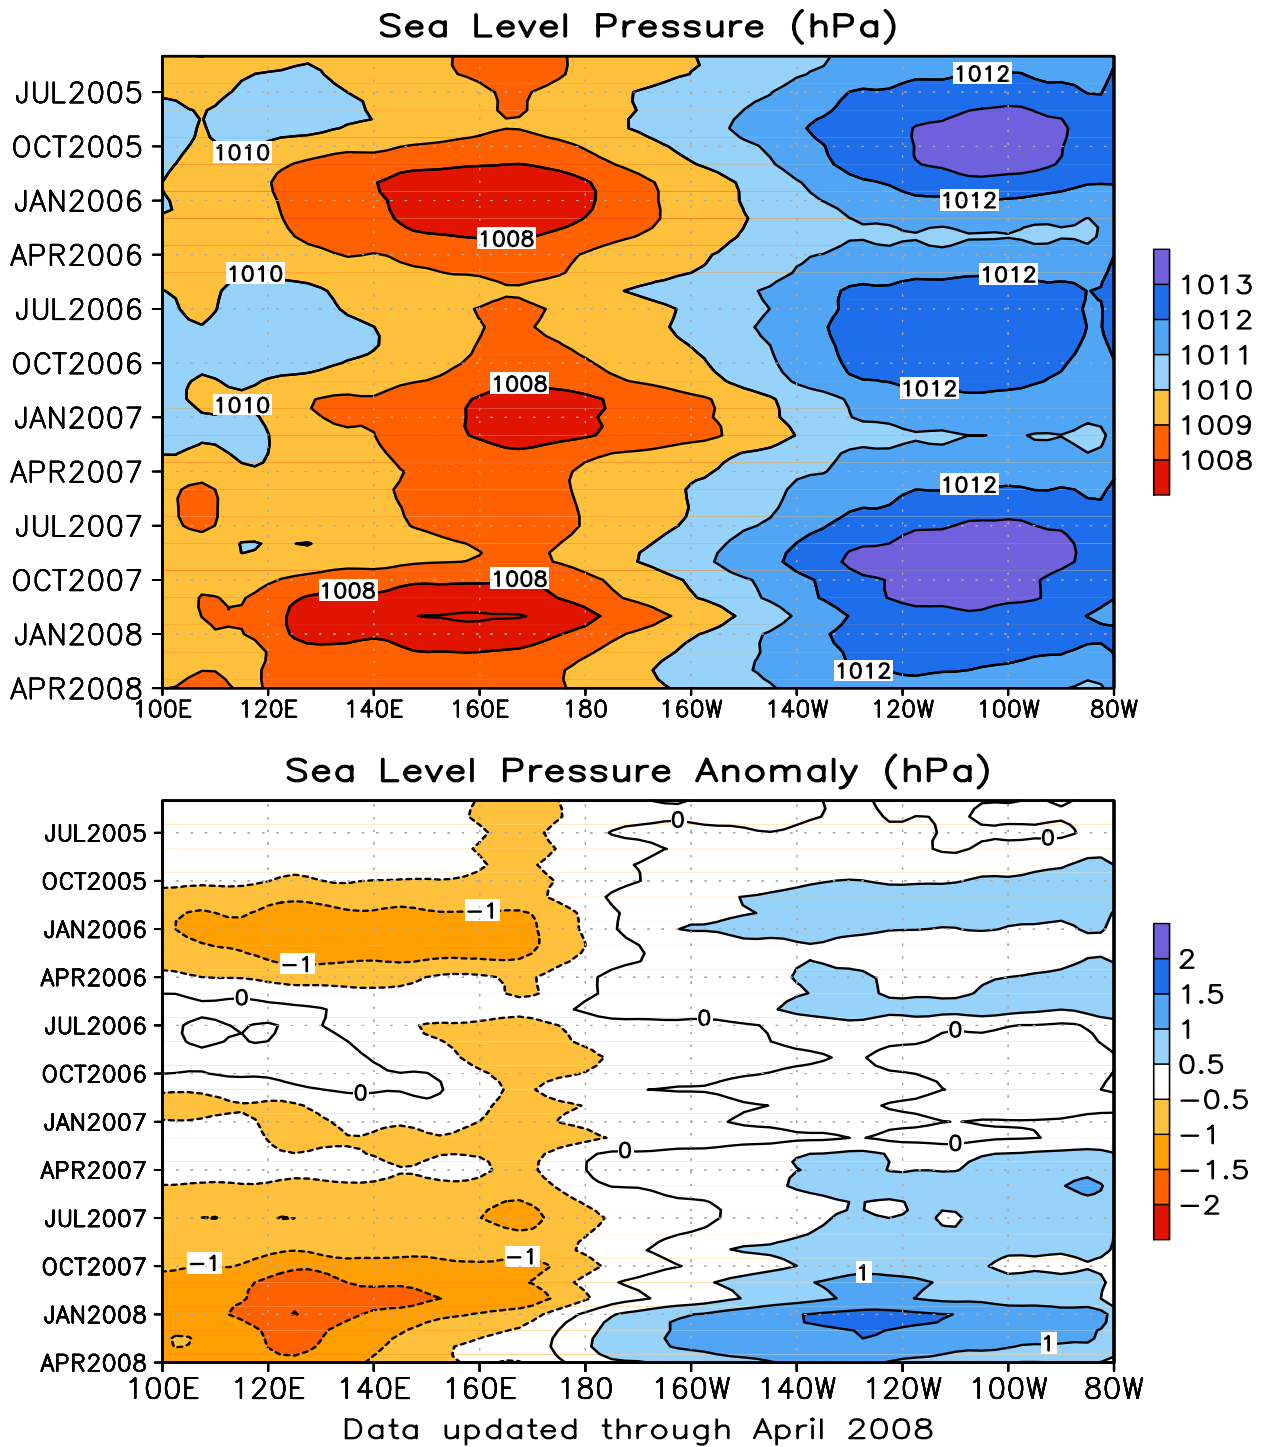 Sea Level Pressure (hPa)
JUL2005
OCT2005
JAN2006
APR2006
JUL2006
OCT2006
JAN2007
APR2007
JUL2007
OCT2007
JAN2008
APR2008
1012
1010
1012
1008
1010
1012
1008
1012
1010
1012
1008
1008
1012
100E 120E 140E 160E 180 160W 140W 120W 100W 80W
1013
1012
1011
1010
1009
1008
Sea Level Pressure Anomaly (hPa)
JUL2005
OCT2005
JAN2006
APR2006
JUL2006
OCT2006
JAN2007
APR2007
JUL2007
OCT2007
JAN2008
APR2008
0
0
−1
−1
0
0
0
0
0
0
−1
−1
1
1
100E 120E 140E 160E 180 160W 140W 120W 100W 80W
2
1.5
1
0.5
−0.5
−1
−1.5
−2
Data updated through April 2008